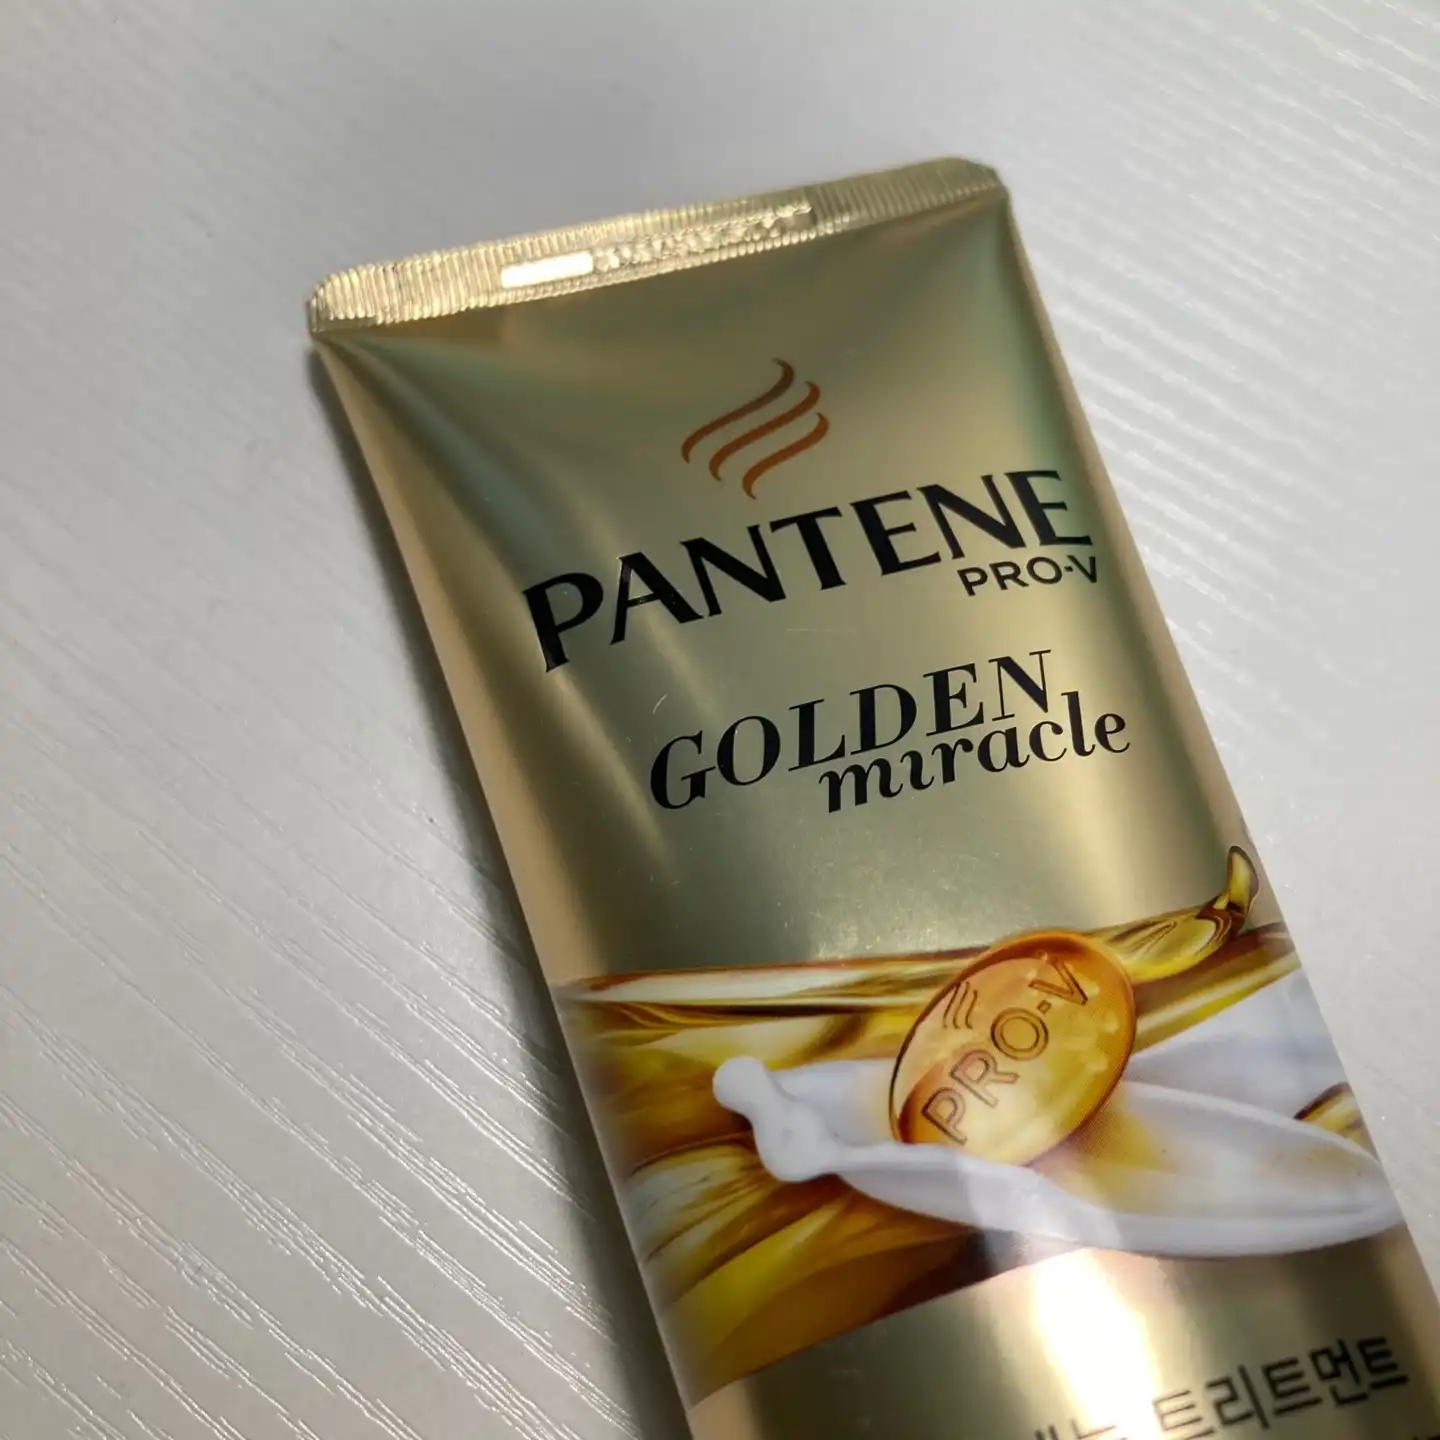 PANTENE
PRO-V
GOLDEN
miracle
PRO-V
트리트먼트